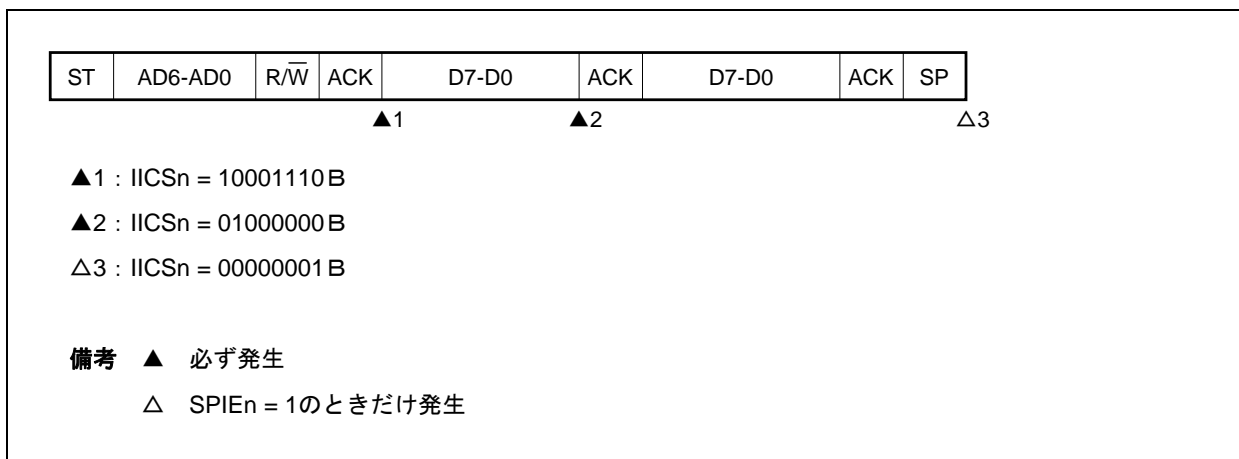 ST AD6-AD0 R/W̅ ACK D7-D0 ACK D7-D0 ACK SP
▲1 ▲2 △3
▲1：IICSn = 10001110B
▲2：IICSn = 01000000B
△3：IICSn = 00000001B
備考 ▲ 必ず発生
△ SPIEn = 1のときだけ発生